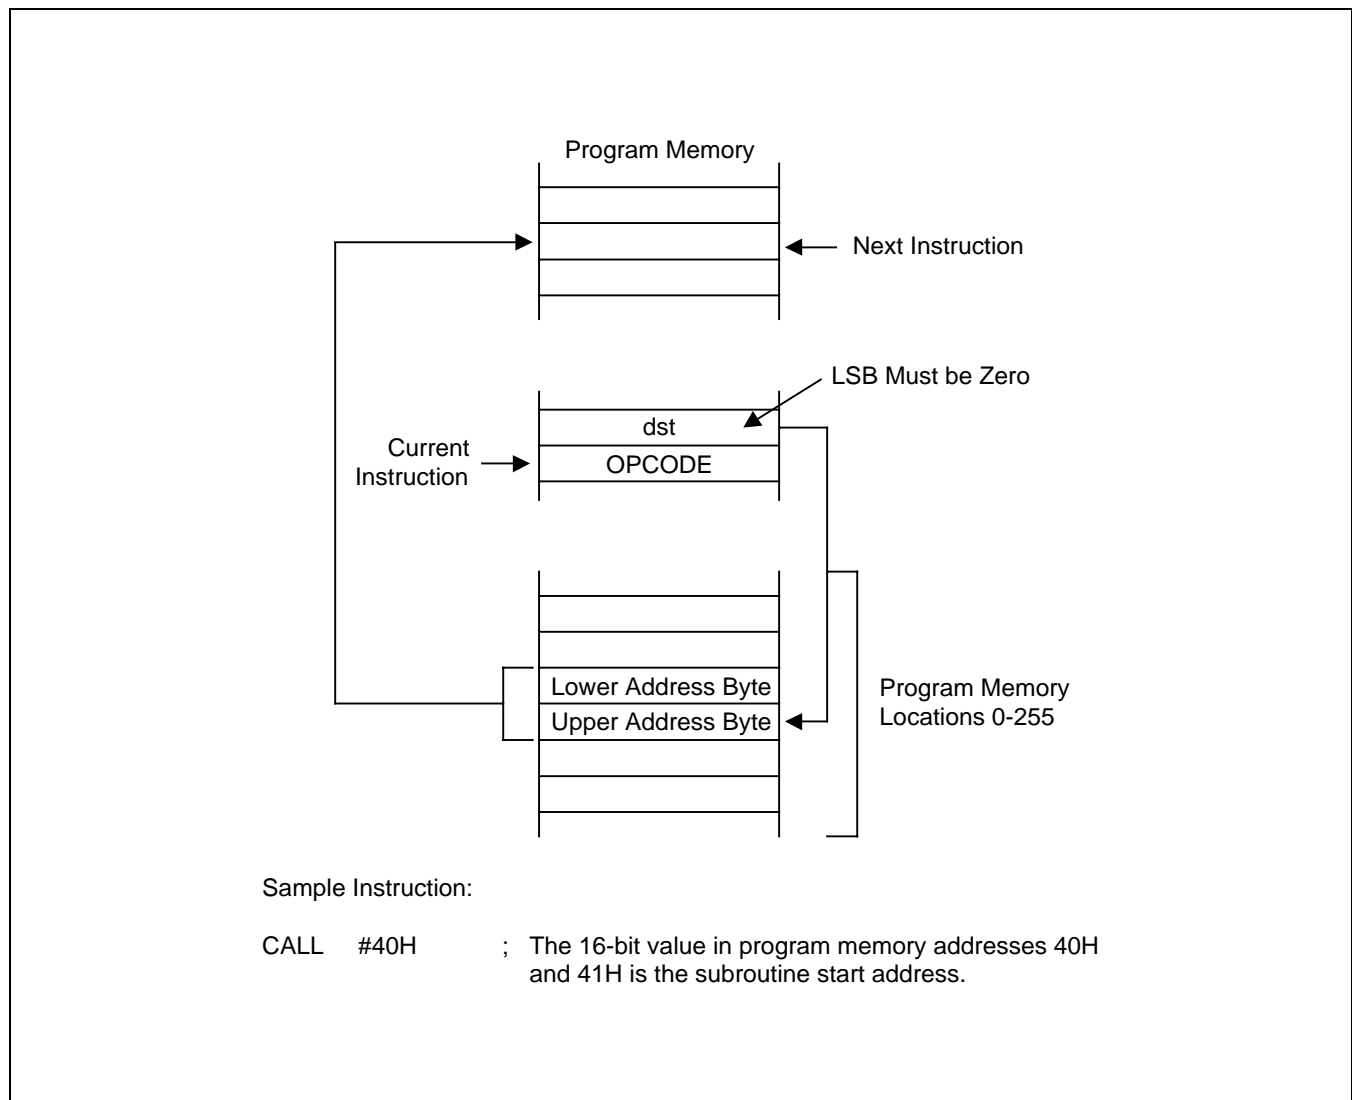 Program Memory
Next Instruction
LSB Must be Zero
dst
Current
Instruction
OPCODE
Lower Address Byte
Upper Address Byte
Program Memory
Locations 0-255
Sample Instruction:
CALL #40H ; The 16-bit value in program memory addresses 40H
and 41H is the subroutine start address.